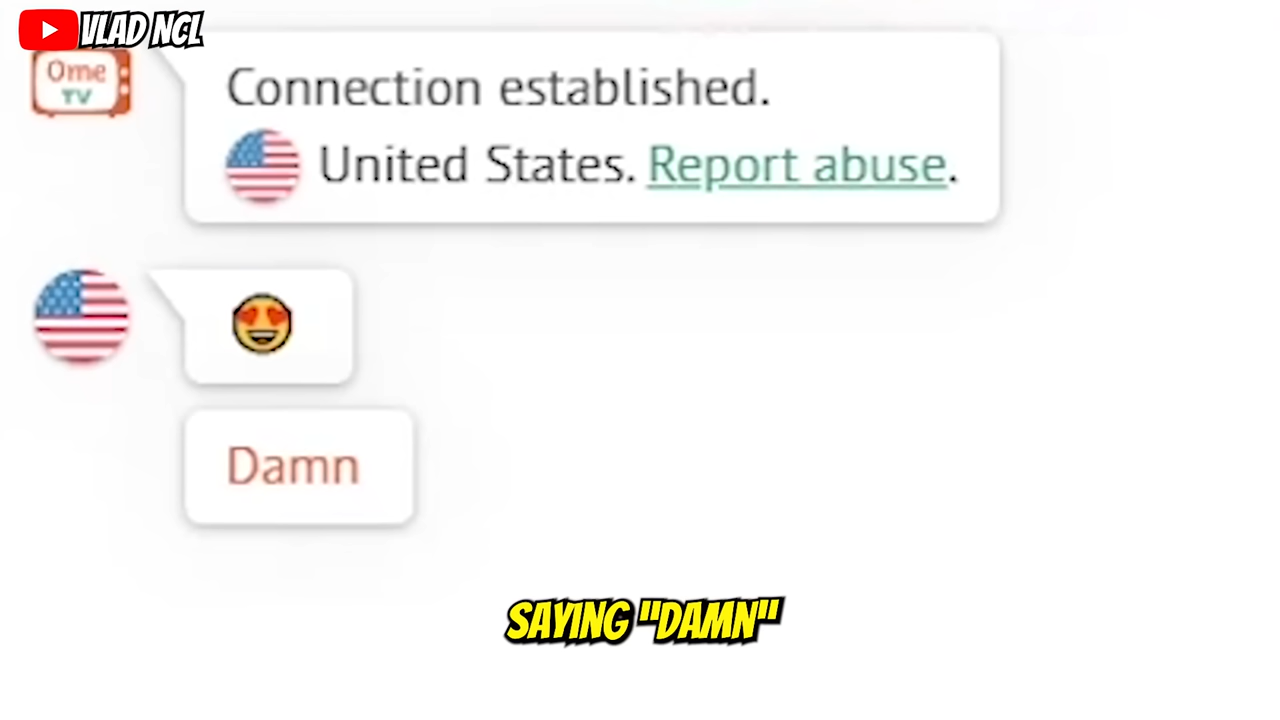 VLAD NCL
Ome
TV
Connection established.
United States. Report abuse.
Damn
SAYING "DAMN"